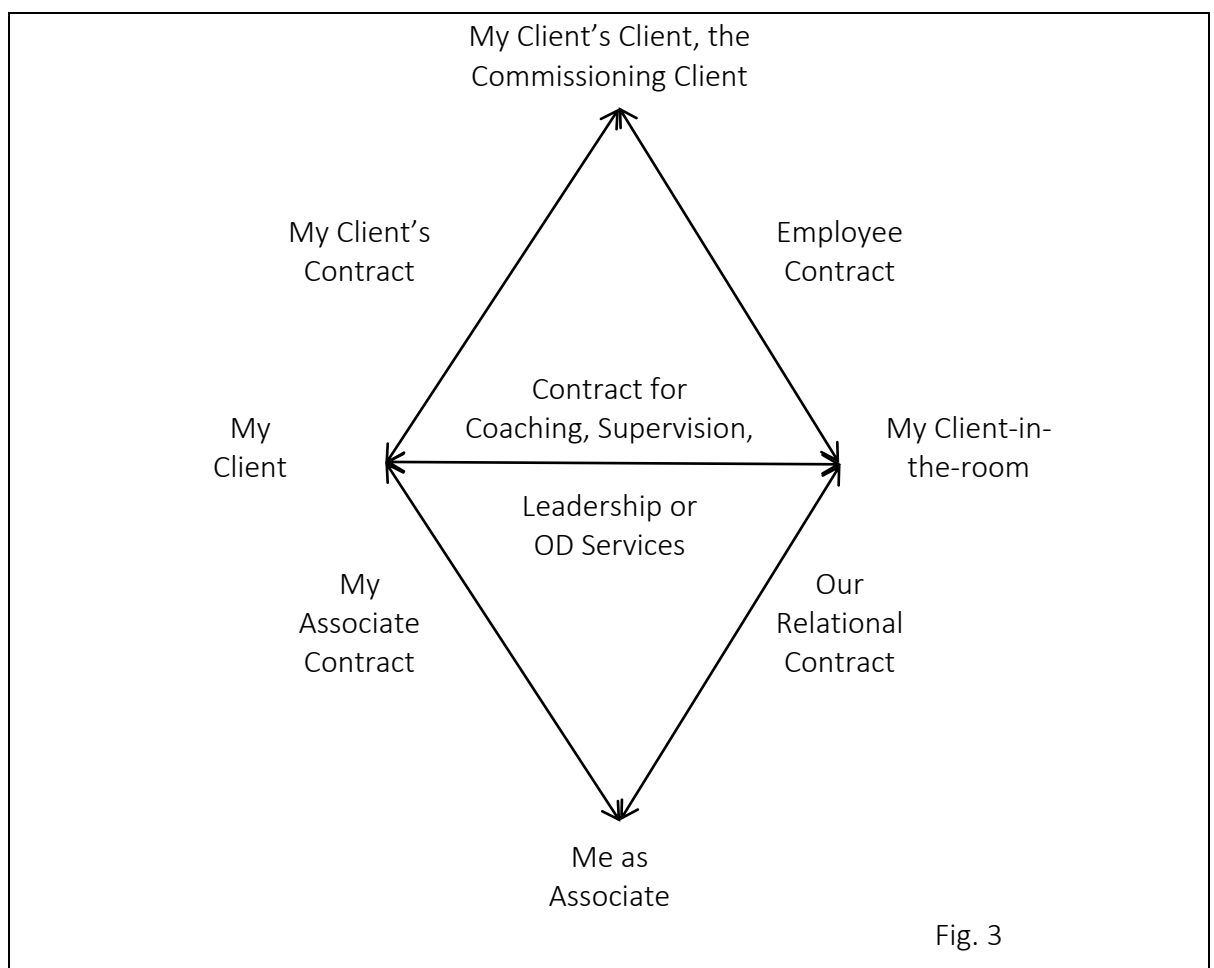 My Client’s Client, the
Commissioning Client
My Client’s
Contract
Employee
Contract
Contract for
Coaching, Supervision,
My
Client
My Client-in-
the-room
Leadership or
OD Services
My
Associate
Contract
Our
Relational
Contract
Me as
Associate
Fig. 3